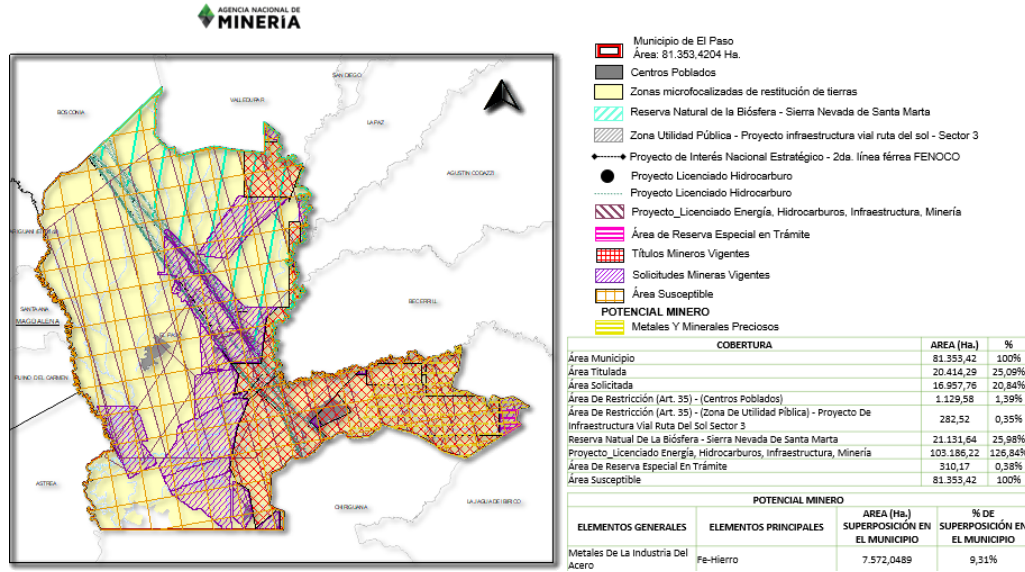 AGENCIA NACIONAL DE
MINERÍA
SAN DIEGO
VALLEDUPAR
BOSCONIA
LA PAZ
AGUSTIN CODAZZI
SANTA ANA
MAGDALENA
BECERRIL
EL PASO
ASTREA
CHIRIGUANA
Municipio de El Paso
Área: 81.353,4204 Ha.
Centros Poblados
Zonas microfocalizadas de restitución de tierras
Reserva Natural de la Biósfera - Sierra Nevada de Santa Marta
Zona Utilidad Pública - Proyecto infraestructura vial ruta del sol - Sector 3
Proyecto de Interés Nacional Estratégico - 2da. línea férrea FENOCO
Proyecto Licenciado Hidrocarburo
Proyecto Licenciado Hidrocarburo
Proyecto_Licenciado Energía, Hidrocarburos, Infraestructura, Minería
Área de Reserva Especial en Trámite
Títulos Mineros Vigentes
Solicitudes Mineras Vigentes
Área Susceptible
POTENCIAL MINERO
Metales Y Minerales Preciosos
COBERTURA AREA (Ha.) %
Área Municipio 81.353,42 100%
Área Titulada 20.414,29 25,09%
Área Solicitada 16.957,76 20,84%
Área De Restricción (Art. 35) - (Centros Poblados) 1.129,58 1,39%
Área De Restricción (Art. 35) - (Zona De Utilidad Píblica) - Proyecto De
Infraestructura Vial Ruta Del Sol Sector 3 282,52 0,35%
Reserva Natual De La Biósfera - Sierra Nevada De Santa Marta 21.131,64 25,98%
Proyecto_Licenciado Energía, Hidrocarburos, Infraestructura, Minería 103.186,22 126,84%
Área De Reserva Especial En Trámite 310,17 0,38%
Área Susceptible 81.353,42 100%
POTENCIAL MINERO
ELEMENTOS GENERALES ELEMENTOS PRINCIPALES AREA (Ha.) SUPERPOSICIÓN EN EL MUNICIPIO % DE SUPERPOSICIÓN EN EL MUNICIPIO
Metales De La Industria Del
Acero Fe-Hierro 7.572,0489 9,31%